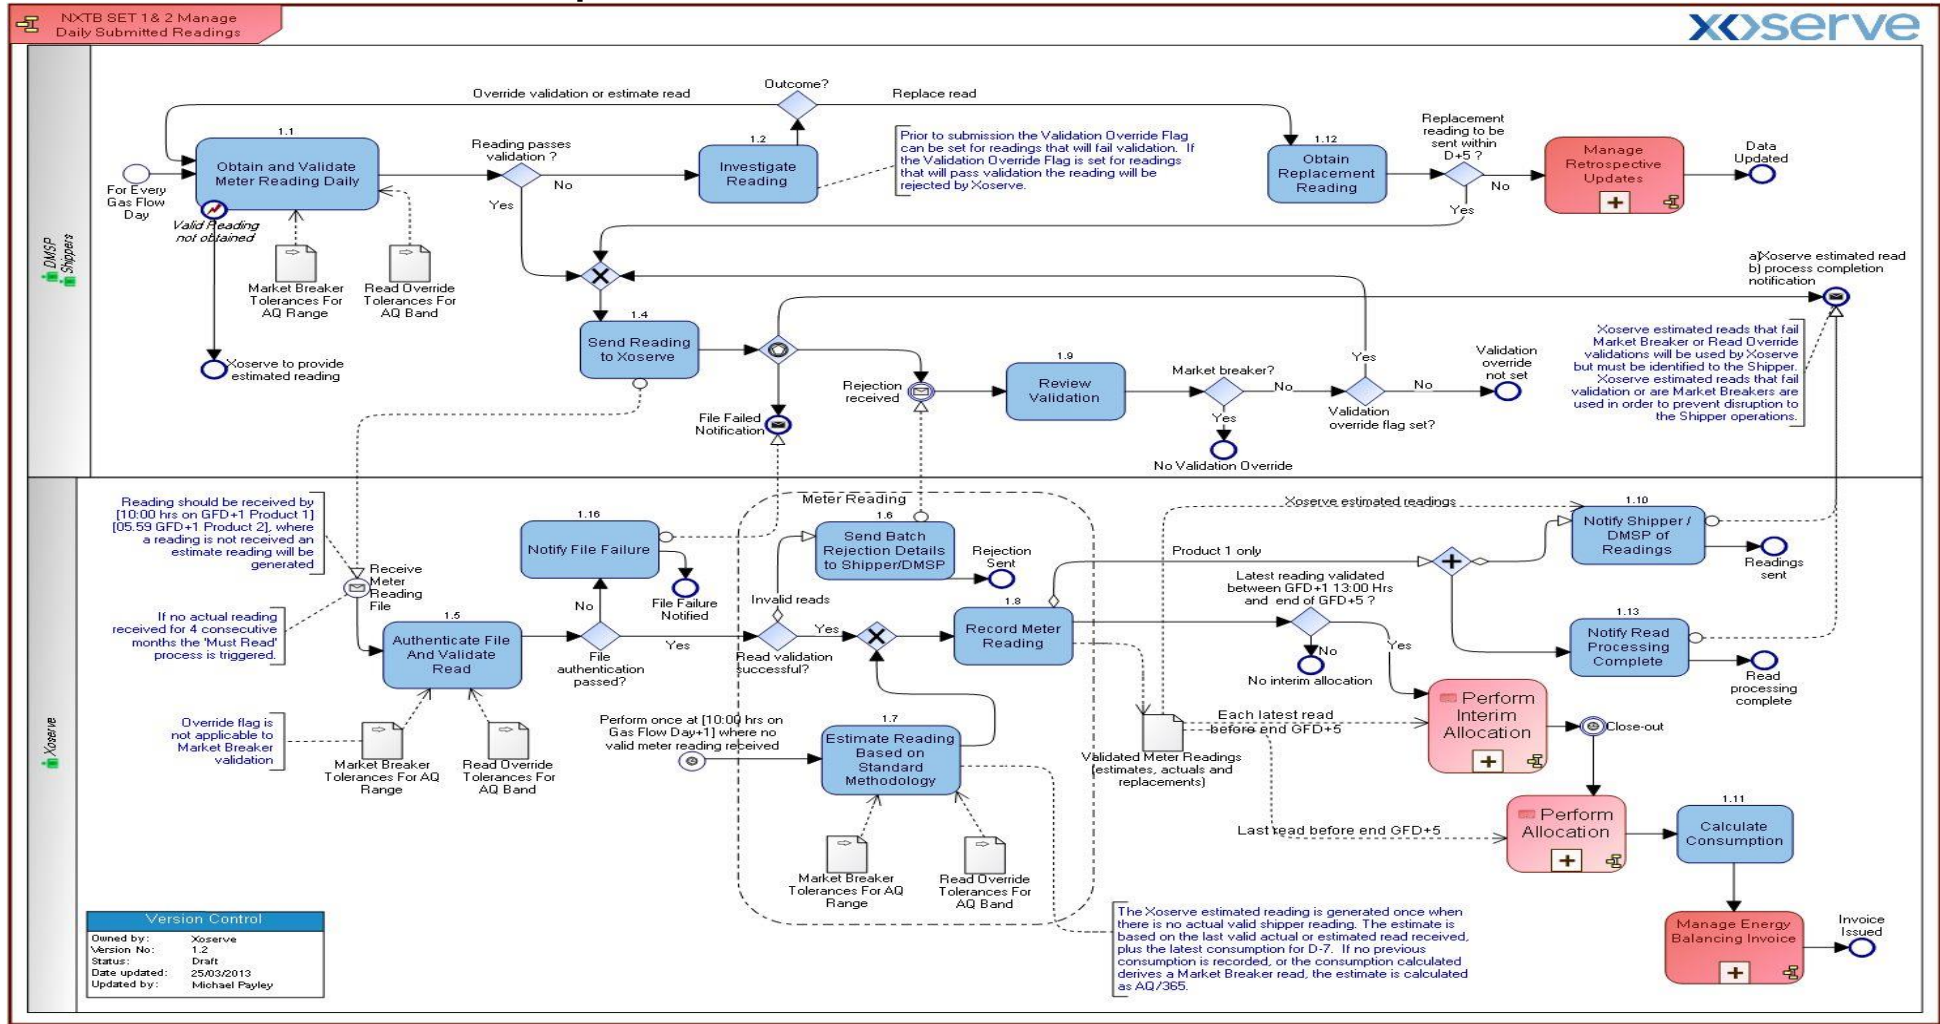 NXTB SET 1& 2 Manage
Daily Submitted Readings
xoserve
DMSP
Shippers
Outcome?
Override validation or estimate read
Replace read
1.1
Obtain and Validate
Meter Reading Daily
For Every
Gas Flow
Day
Valid Reading
not obtained
Reading passes
validation ?
No
Yes
1.2
Investigate
Reading
Prior to submission the Validation Override Flag
can be set for readings that will fail validation.  If
the Validation Override Flag is set for readings
that will pass validation the reading will be
rejected by Xoserve.
1.12
Obtain
Replacement
Reading
Replacement
reading to be
sent within
D+5 ?
No
Yes
Manage
Retrospective
Updates
Data
Updated
Market Breaker
Tolerances For
AQ Range
Read Override
Tolerances For
AQ Band
Xoserve to provide
estimated reading
1.4
Send Reading
to Xoserve
File Failed
Notification
Rejection
received
1.9
Review
Validation
Market breaker?
No
Yes
No Validation Override
Yes
No
Validation
override flag set?
Validation
override
not set
a)Xoserve estimated read
b) process completion
notification
Xoserve estimated reads that fail
Market Breaker or Read Override
validations will be used by Xoserve
but must be identified to the Shipper.
Xoserve estimated reads that fail
validation or are Market Breakers are
used in order to prevent disruption to
the Shipper operations.
Xoserve
Reading should be received by
[10:00 hrs on GFD+1 Product 1]
[05.59 GFD+1 Product 2], where
a reading is not received an
estimate reading will be
generated
Receive
Meter
Reading
File
If no actual reading
received for 4 consecutive
months the 'Must Read'
process is triggered.
1.5
Authenticate File
And Validate
Read
Override flag is
not applicable to
Market Breaker
validation
Market Breaker
Tolerances For AQ
Range
Read Override
Tolerances For
AQ Band
1.16
Notify File Failure
File Failure
Notified
No
Yes
File
authentication
passed?
Meter Reading
1.6
Send Batch
Rejection Details
to Shipper/DMSP
Rejection
Sent
Invalid reads
Yes
Read validation
successful?
1.8
Record Meter
Reading
Perform once at [10:00 hrs on
Gas Flow Day+1] where no
valid meter reading received
1.7
Estimate Reading
Based on
Standard
Methodology
Market Breaker
Tolerances For AQ
Range
Read Override
Tolerances For
AQ Band
Xoserve estimated readings
Product 1 only
Latest reading validated
between GFD+1 13:00 Hrs
and  end of GFD+5 ?
No
Yes
No interim allocation
1.10
Notify Shipper /
DMSP of
Readings
Readings
sent
1.13
Notify Read
Processing
Complete
Read
processing
complete
Validated Meter Readings
(estimates, actuals and
replacements)
Each latest read
before end GFD+5
Perform
Interim
Allocation
Close-out
Last read before end GFD+5
Perform
Allocation
1.11
Calculate
Consumption
Manage Energy
Balancing Invoice
Invoice
Issued
The Xoserve estimated reading is generated once when
there is no actual valid shipper reading. The estimate is
based on the last valid actual or estimated read received,
plus the latest consumption for D-7.  If no previous
consumption is recorded, or the consumption calculated
derives a Market Breaker read, the estimate is calculated
as AQ/365.
Version Control
Owned by: Xoserve
Version No: 1.2
Status: Draft
Date updated: 25/03/2013
Updated by: Michael Payley